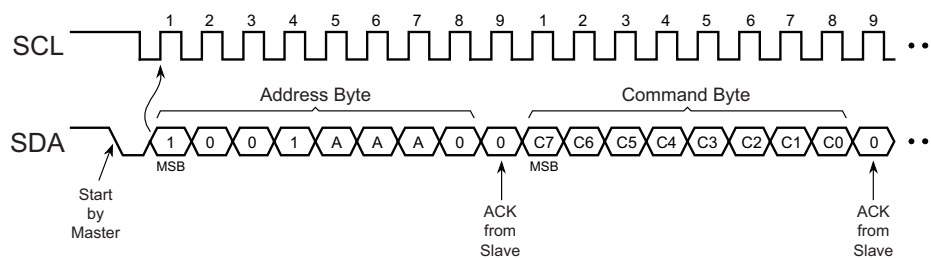 1 2 3 4 5 6 7 8 9 1 2 3 4 5 6 7 8 9
SCL
Address Byte Command Byte
SDA 1 0 0 1 A A A 0 0 C7 C6 C5 C4 C3 C2 C1 C0 0
MSB MSB
Start
by
Master
ACK
from
Slave
ACK
from
Slave